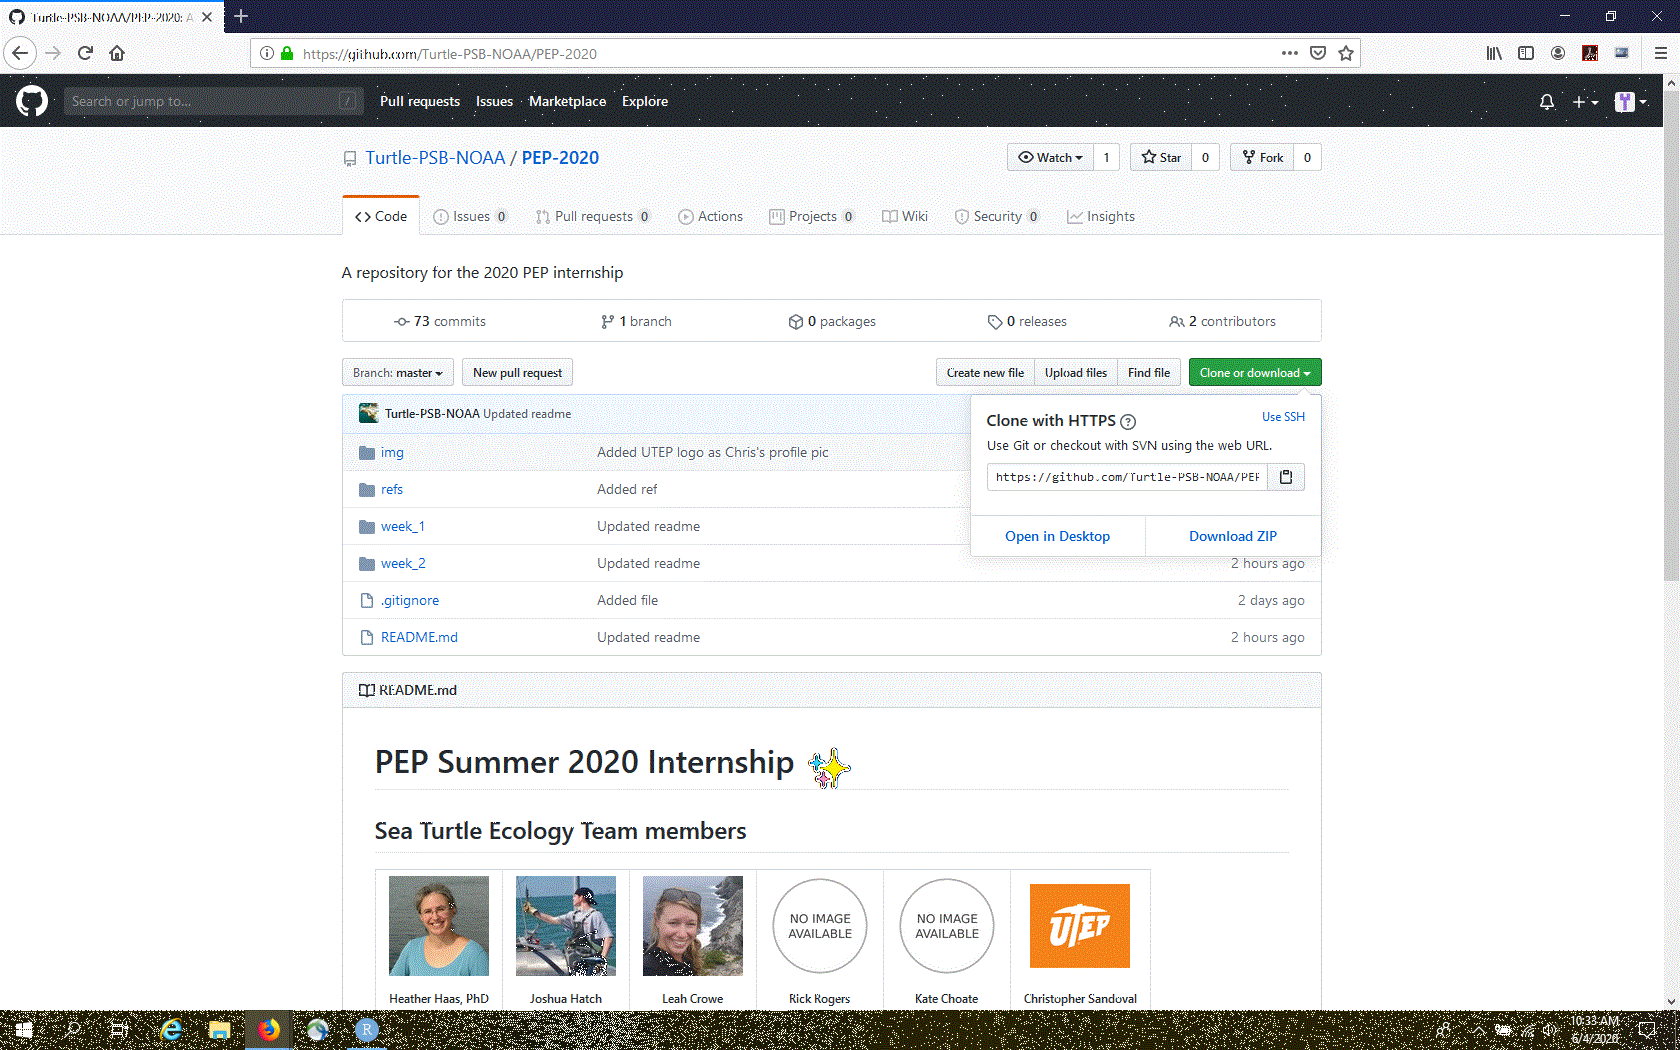 Turtle-PSB-NOAA/PEP-2020: A
https://github.com/Turtle-PSB-NOAA/PEP-2020
Search or jump to... /
Pull requests Issues Marketplace Explore
Turtle-PSB-NOAA / PEP-2020
Watch 1 Star 0 Fork 0
Code Issues 0 Pull requests 0 Actions Projects 0 Wiki Security 0 Insights
A repository for the 2020 PEP internship
73 commits 1 branch 0 packages 0 releases 2 contributors
Branch: master New pull request Create new file Upload files Find file Clone or download
Turtle-PSB-NOAA Updated readme
Clone with HTTPS ? Use SSH
Use Git or checkout with SVN using the web URL.
https://github.com/Turtle-PSB-NOAA/PEP
Open in Desktop Download ZIP
img Added UTEP logo as Chris's profile pic
refs Added ref
week_1 Updated readme
week_2 Updated readme 2 hours ago
.gitignore Added file 2 days ago
README.md Updated readme 2 hours ago
README.md
PEP Summer 2020 Internship
Sea Turtle Ecology Team members
NO IMAGE AVAILABLE
NO IMAGE AVAILABLE
UTEP
Heather Haas, PhD Joshua Hatch Leah Crowe Rick Rogers Kate Choate Christopher Sandoval
R
10:33 AM
6/4/2020